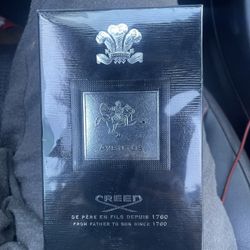 AVENTUS
CREED
DE PÈRE EN FILS DEPUIS 1760
FROM FATHER TO SON SINCE 1760